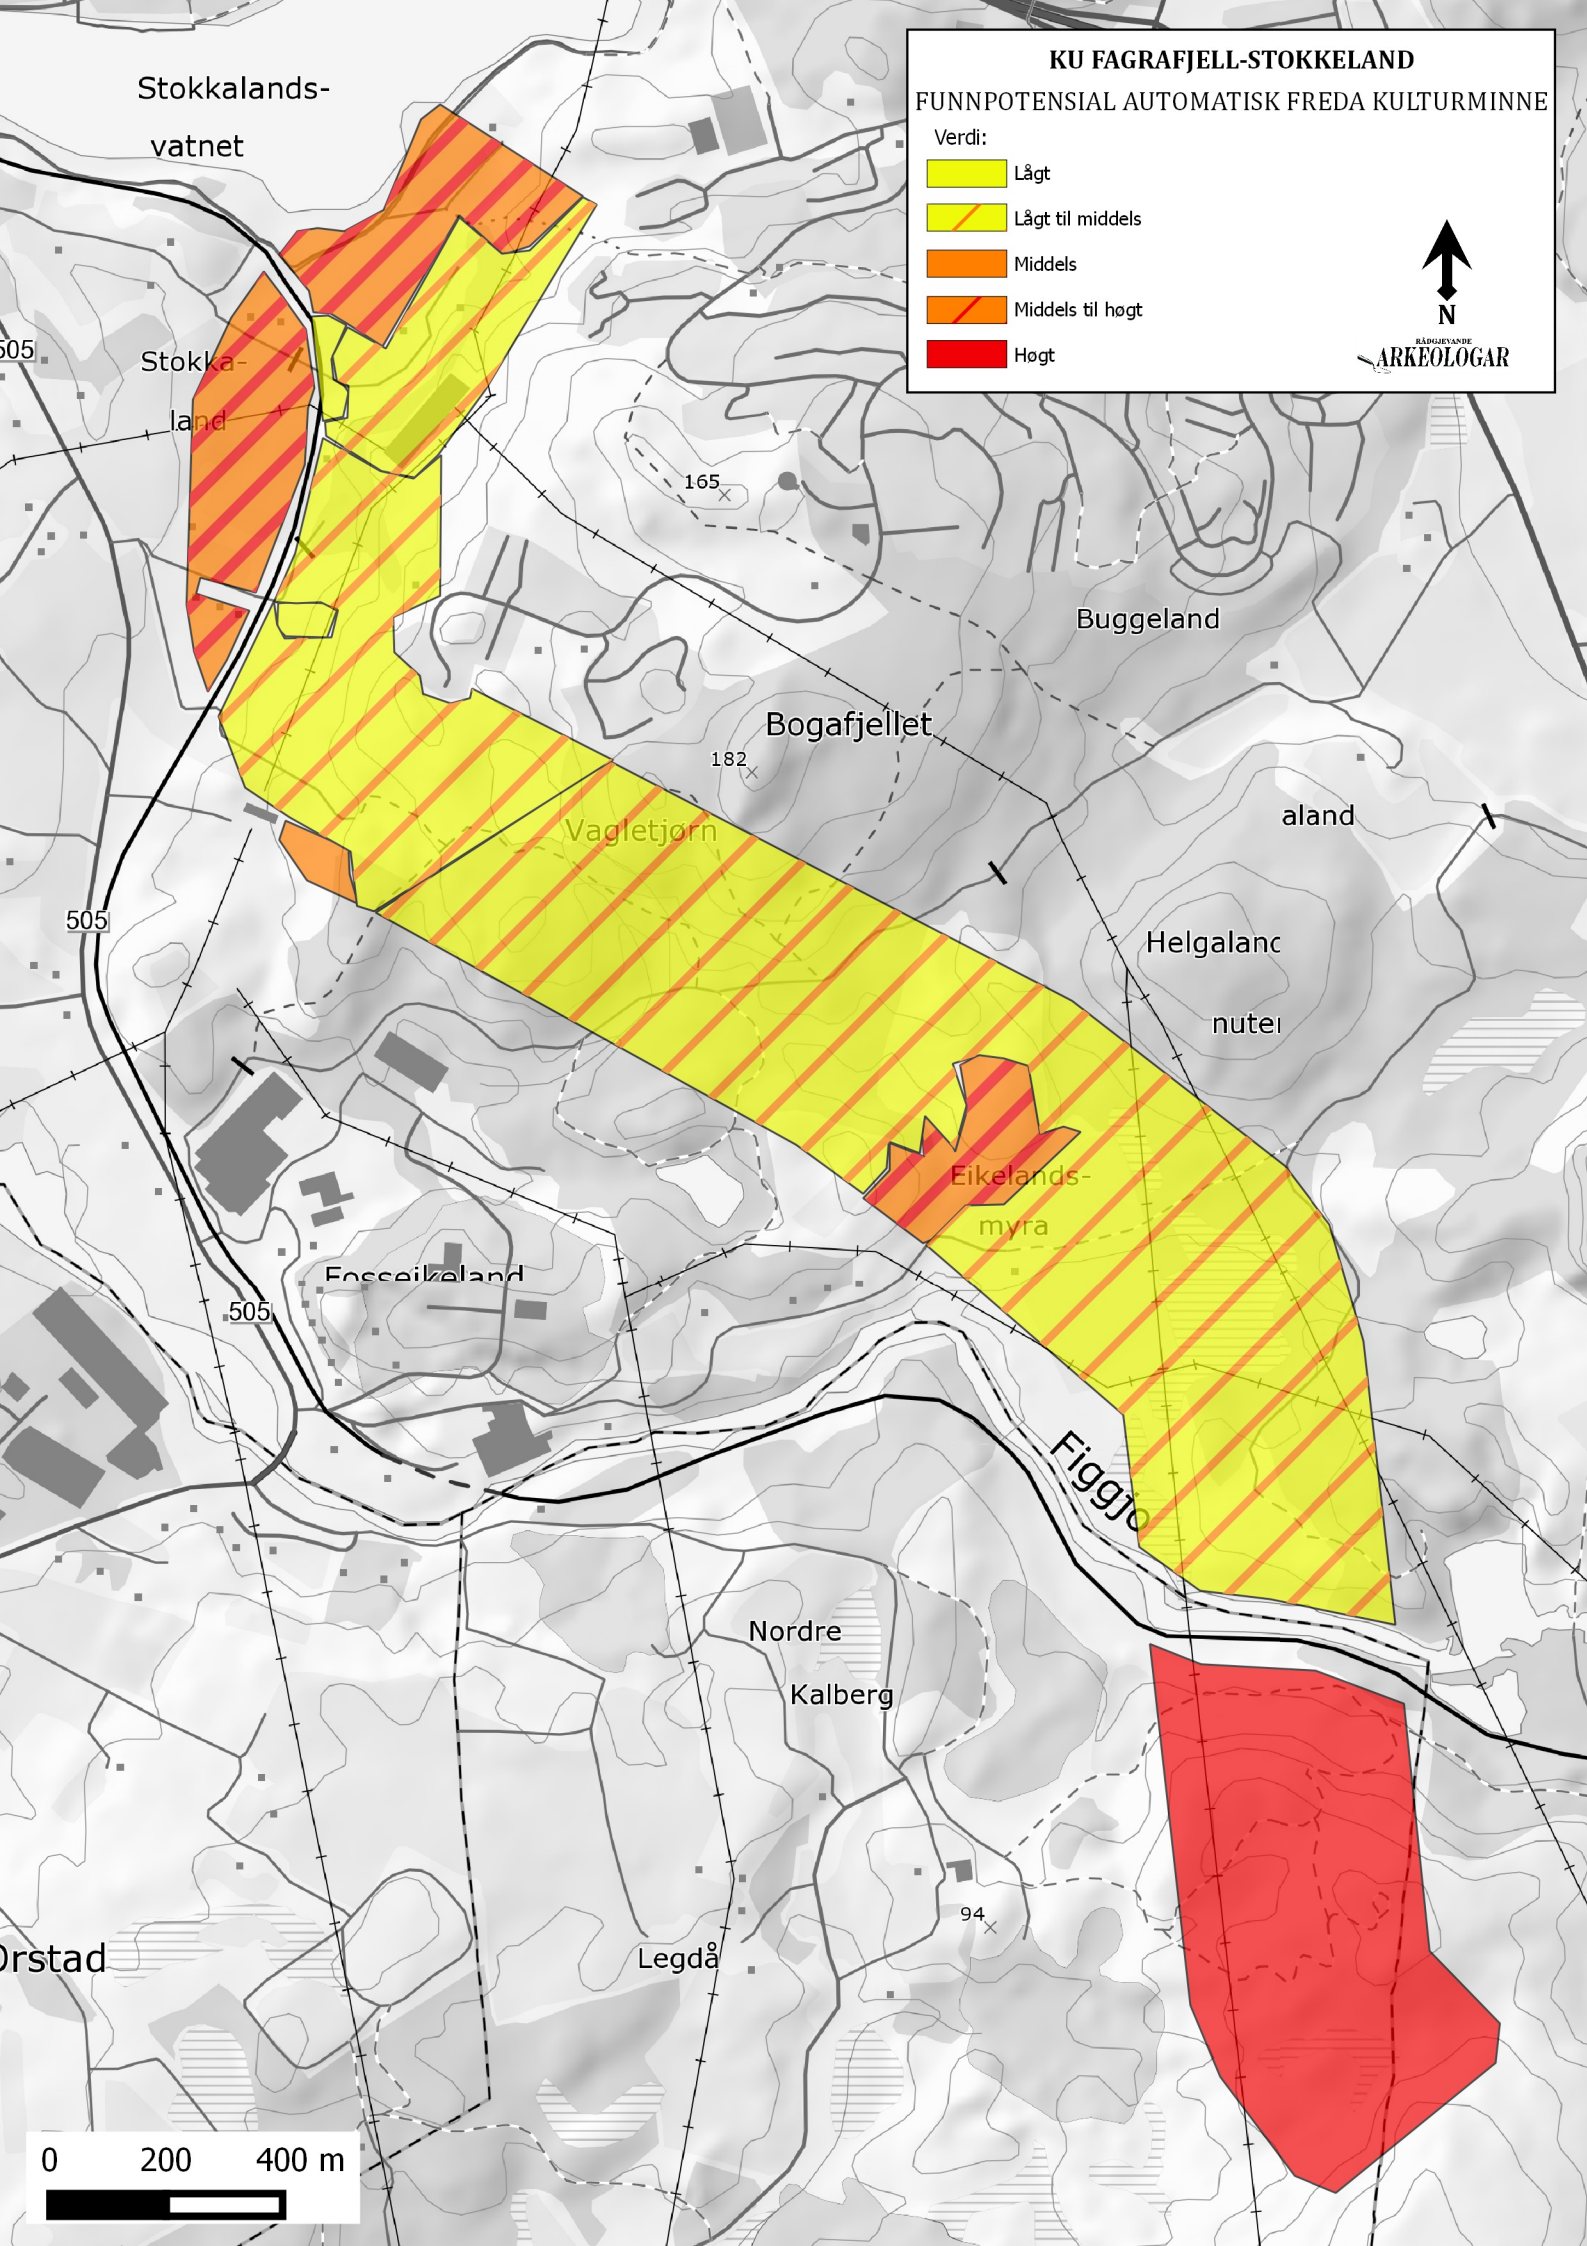 KU FAGRAFJELL-STOKKELAND
FUNNPOTENSIAL AUTOMATISK FREDA KULTURMINNE
Verdi:
Lågt
Lågt til middels
Middels
Middels til høgt
Høgt
N
RÅDGJEVANDE
ARKEOLOGAR
Stokkalands-
vatnet
505
Stokka-
land
165
Buggeland
Bogafjellet
182
Vagletjørn
aland
505
Helgaland
nuten
Eikelands-
myra
Fosseikeland
505
Figgjo
Nordre
Kalberg
94
Orstad
Legdå
0 200 400 m